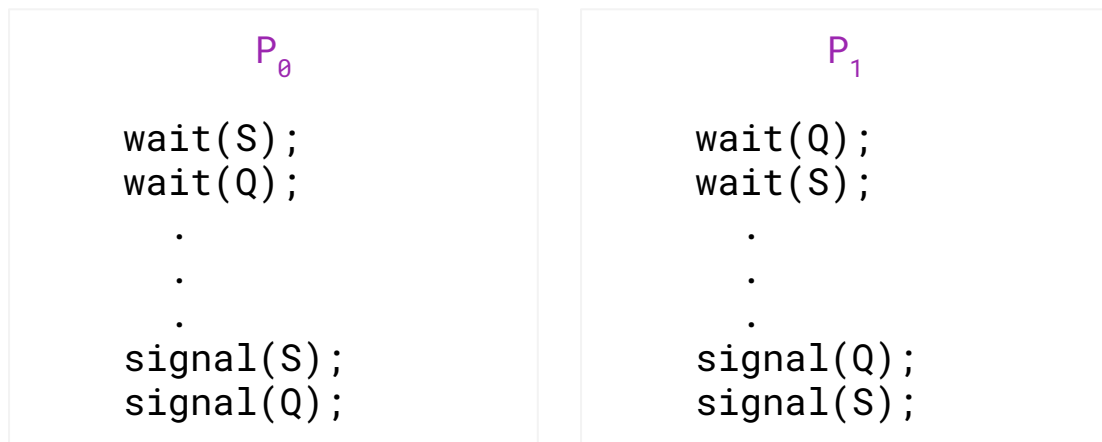 P₀
wait(S);
wait(Q);
.
.
.
signal(S);
signal(Q);
P₁
wait(Q);
wait(S);
.
.
.
signal(Q);
signal(S);